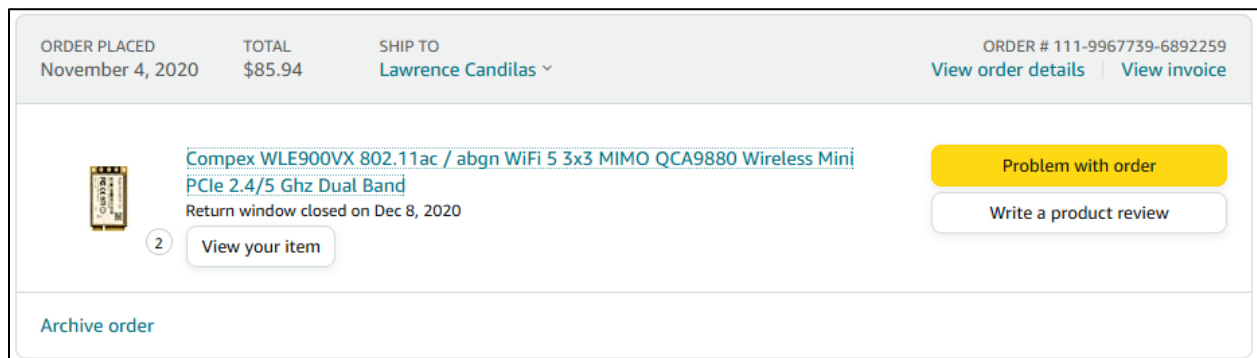 ORDER PLACED
November 4, 2020
TOTAL
$85.94
SHIP TO
Lawrence Candilas
ORDER # 111-9967739-6892259
View order details
View invoice
Compex WLE900VX 802.11ac / abgn WiFi 5 3x3 MIMO QCA9880 Wireless Mini
PCIe 2.4/5 Ghz Dual Band
Return window closed on Dec 8, 2020
2
View your item
Problem with order
Write a product review
Archive order